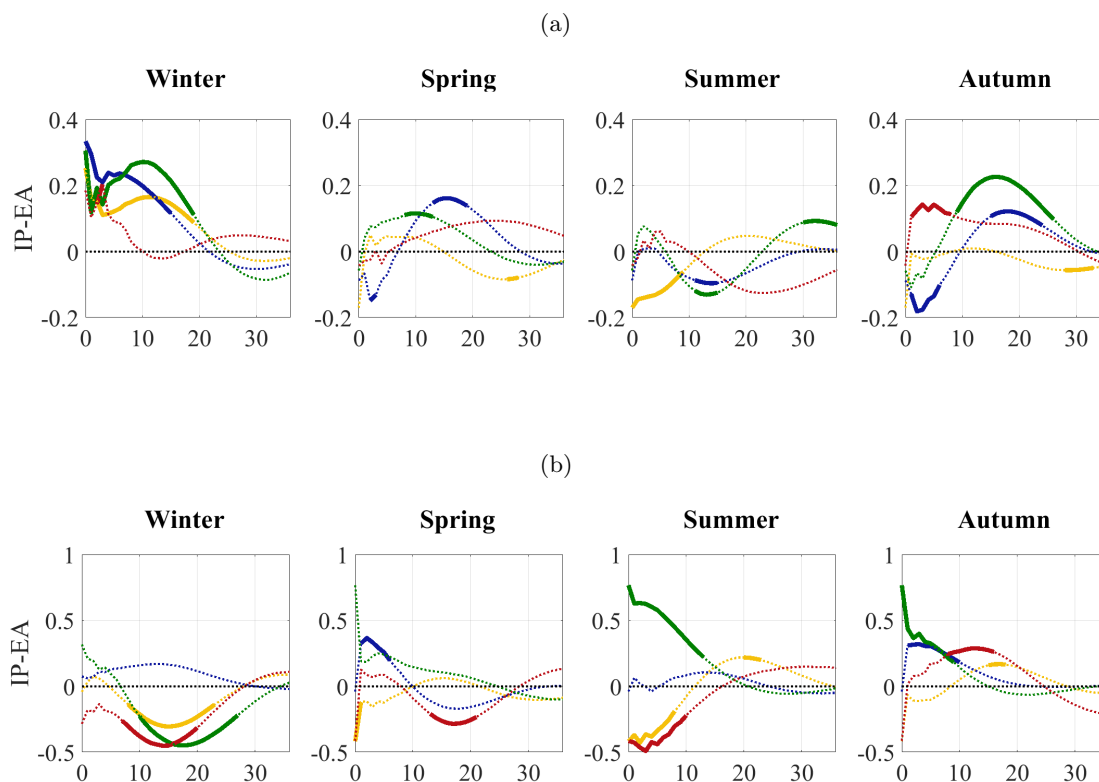 (a)
Winter Spring Summer Autumn
IP-EA
0.4 0.4 0.4 0.4
0.2 0.2 0.2 0.2
0 0 0 0
-0.2 -0.2 -0.2 -0.2
0 10 20 30 0 10 20 30 0 10 20 30 0 10 20 30
(b)
Winter Spring Summer Autumn
IP-EA
1 1 1 1
0.5 0.5 0.5 0.5
0 0 0 0
-0.5 -0.5 -0.5 -0.5
0 10 20 30 0 10 20 30 0 10 20 30 0 10 20 30